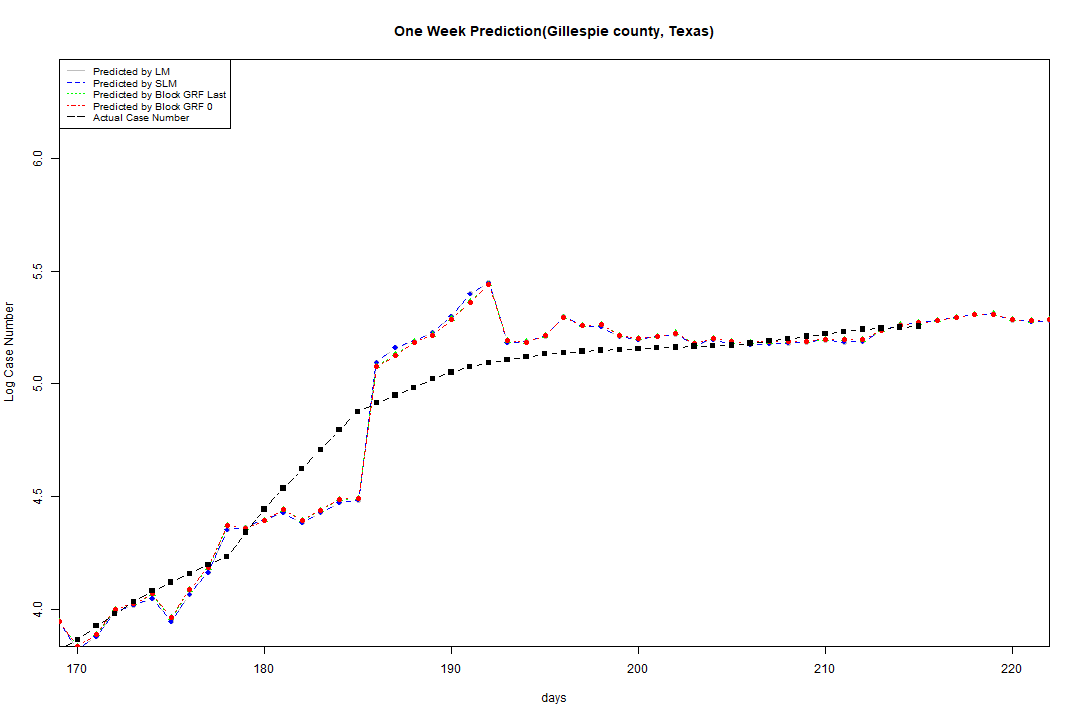 One Week Prediction(Gillespie county, Texas)
Predicted by LM
Predicted by SLM
Predicted by Block GRF Last
Predicted by Block GRF 0
Actual Case Number
6.0
5.5
5.0
4.5
4.0
Log Case Number
170 180 190 200 210 220
days